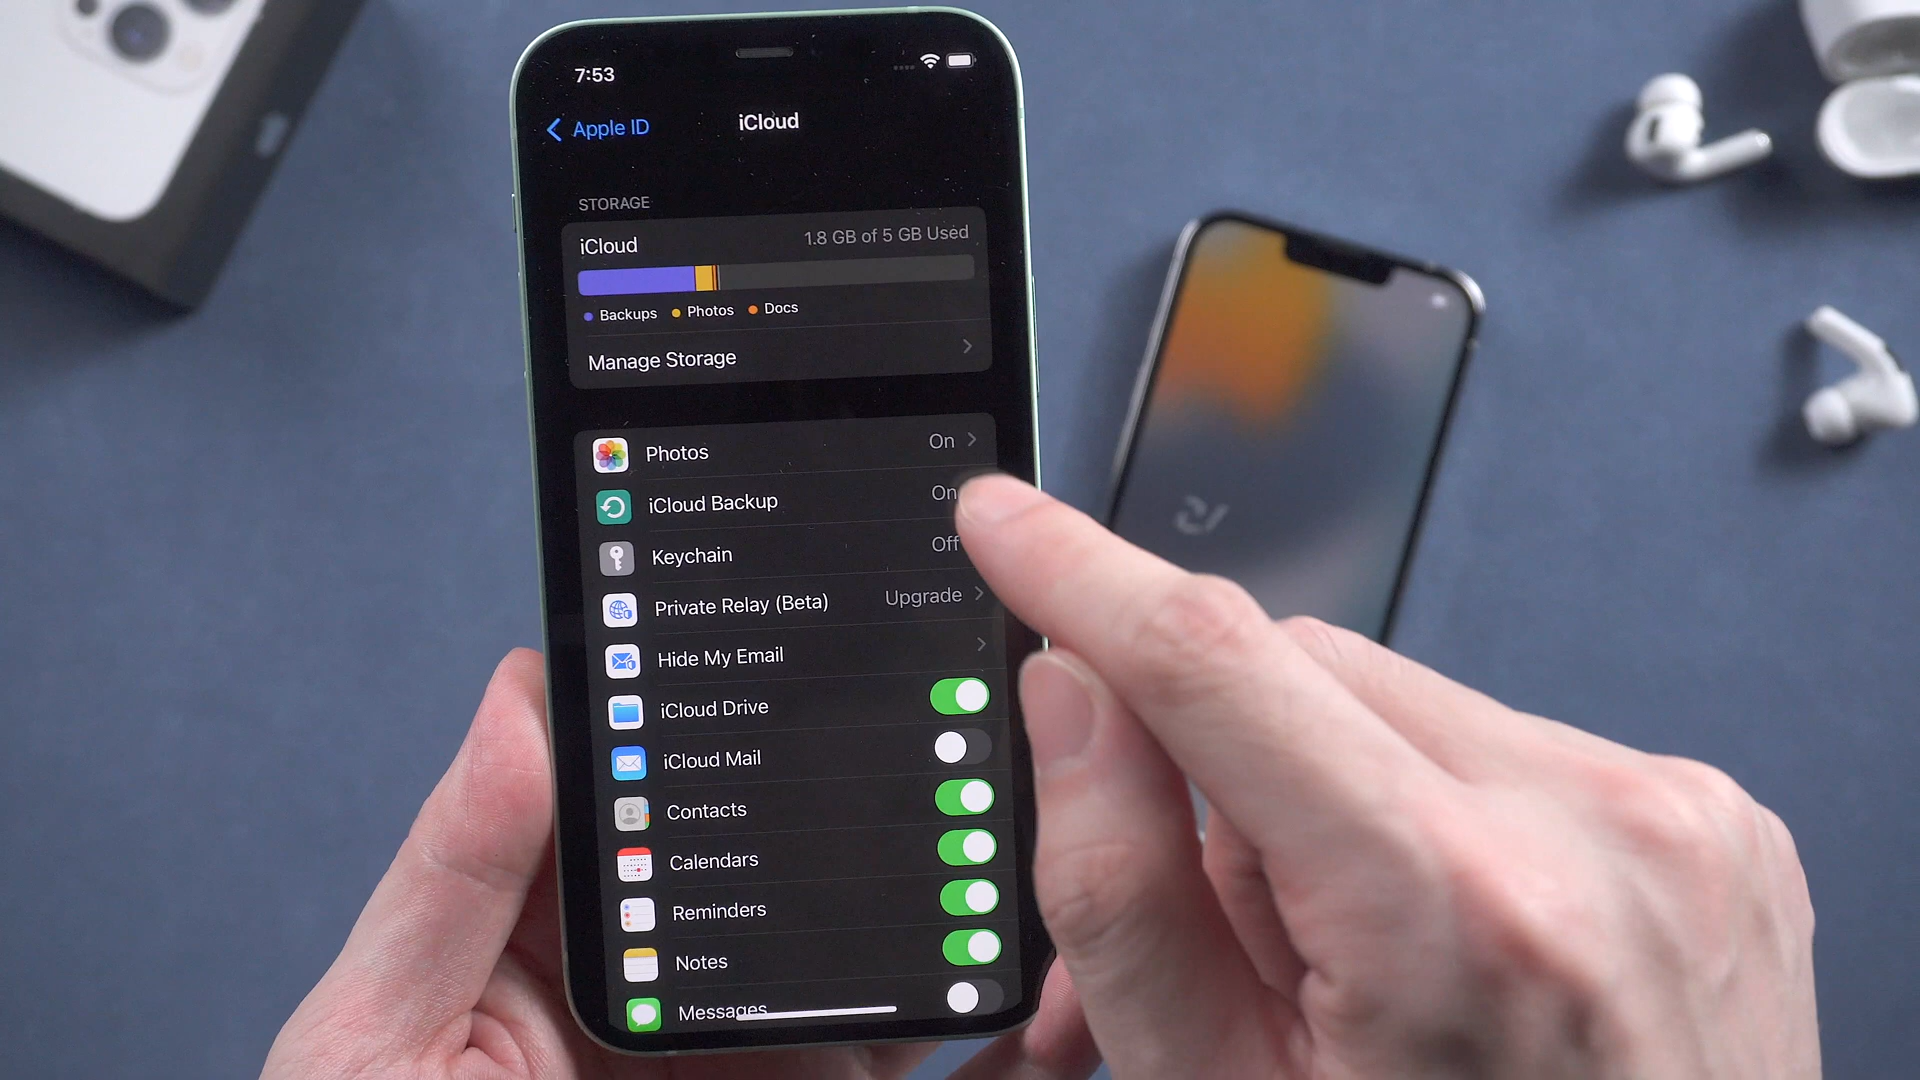 7:53
Apple ID
iCloud
STORAGE
iCloud
1.8 GB of 5 GB Used
Backups
Photos
Docs
Manage Storage
Photos
On
iCloud Backup
On
Keychain
Off
Private Relay (Beta)
Upgrade
Hide My Email
iCloud Drive
iCloud Mail
Contacts
Calendars
Reminders
Notes
Messages